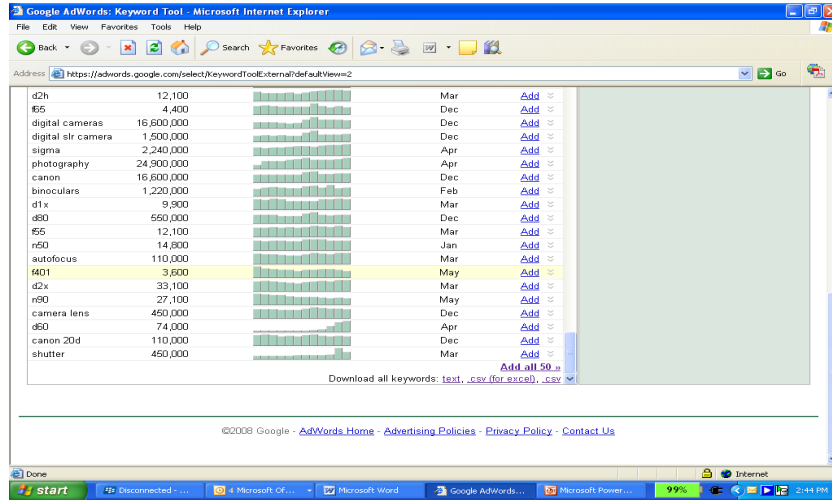 Google AdWords: Keyword Tool - Microsoft Internet Explorer
File Edit View Favorites Tools Help
Back Search Favorites
Address https://adwords.google.com/select/KeywordToolExternal?defaultView=2 Go
d2h 12,100 Mar Add
f65 4,400 Dec Add
digital cameras 16,600,000 Dec Add
digital slr camera 1,500,000 Dec Add
sigma 2,240,000 Apr Add
photography 24,900,000 Apr Add
canon 16,600,000 Dec Add
binoculars 1,220,000 Feb Add
d1x 9,900 Mar Add
d80 550,000 Dec Add
f55 12,100 Mar Add
n50 14,800 Jan Add
autofocus 110,000 Mar Add
f401 3,600 May Add
d2x 33,100 Mar Add
n90 27,100 May Add
camera lens 450,000 Dec Add
d60 74,000 Apr Add
canon 20d 110,000 Dec Add
shutter 450,000 Mar Add
Add all 50 »
Download all keywords: text, .csv (for excel), .csv
©2008 Google - AdWords Home - Advertising Policies - Privacy Policy - Contact Us
Done Internet
start Disconnected - ... 4 Microsoft Of... Microsoft Word Google AdWords... Microsoft Power... 99% 2:44 PM